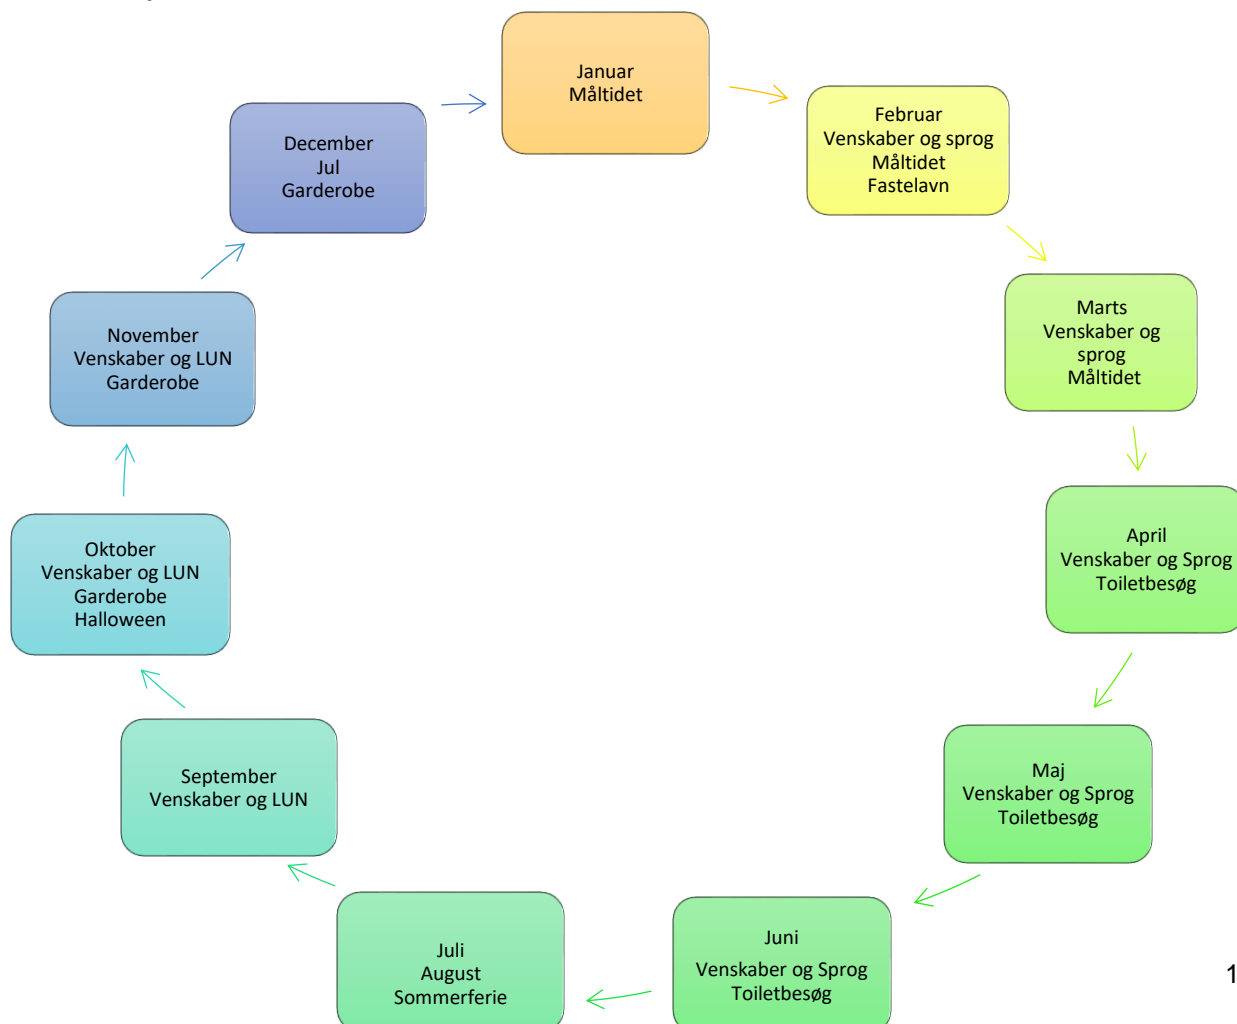 Januar
Måltidet
Februar
Venskaber og sprog
Måltidet
Fastelavn
Marts
Venskaber og
sprog
Måltidet
April
Venskaber og Sprog
Toiletbesøg
Maj
Venskaber og Sprog
Toiletbesøg
Juni
Venskaber og Sprog
Toiletbesøg
Juli
August
Sommerferie
September
Venskaber og LUN
Oktober
Venskaber og LUN
Garderobe
Halloween
November
Venskaber og LUN
Garderobe
December
Jul
Garderobe
1